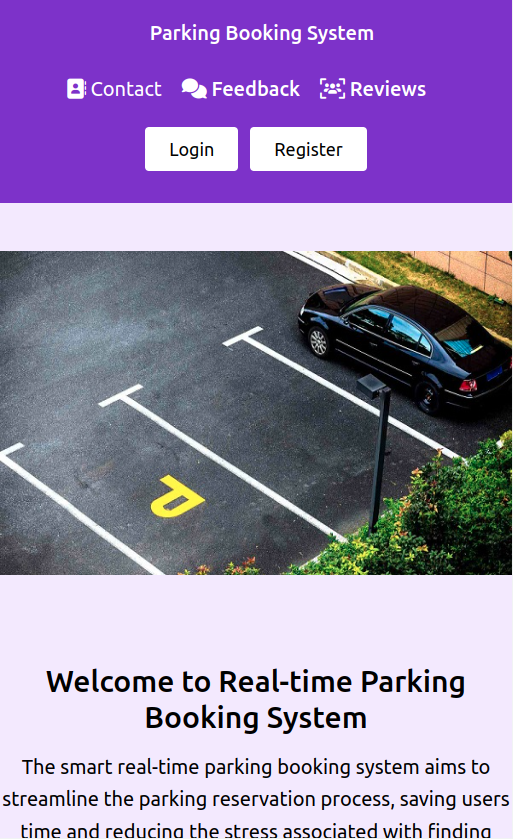 Parking Booking System
Contact Feedback Reviews
Login Register
P
Welcome to Real-time Parking
Booking System
The smart real-time parking booking system aims to
streamline the parking reservation process, saving users
time and reducing the stress associated with finding